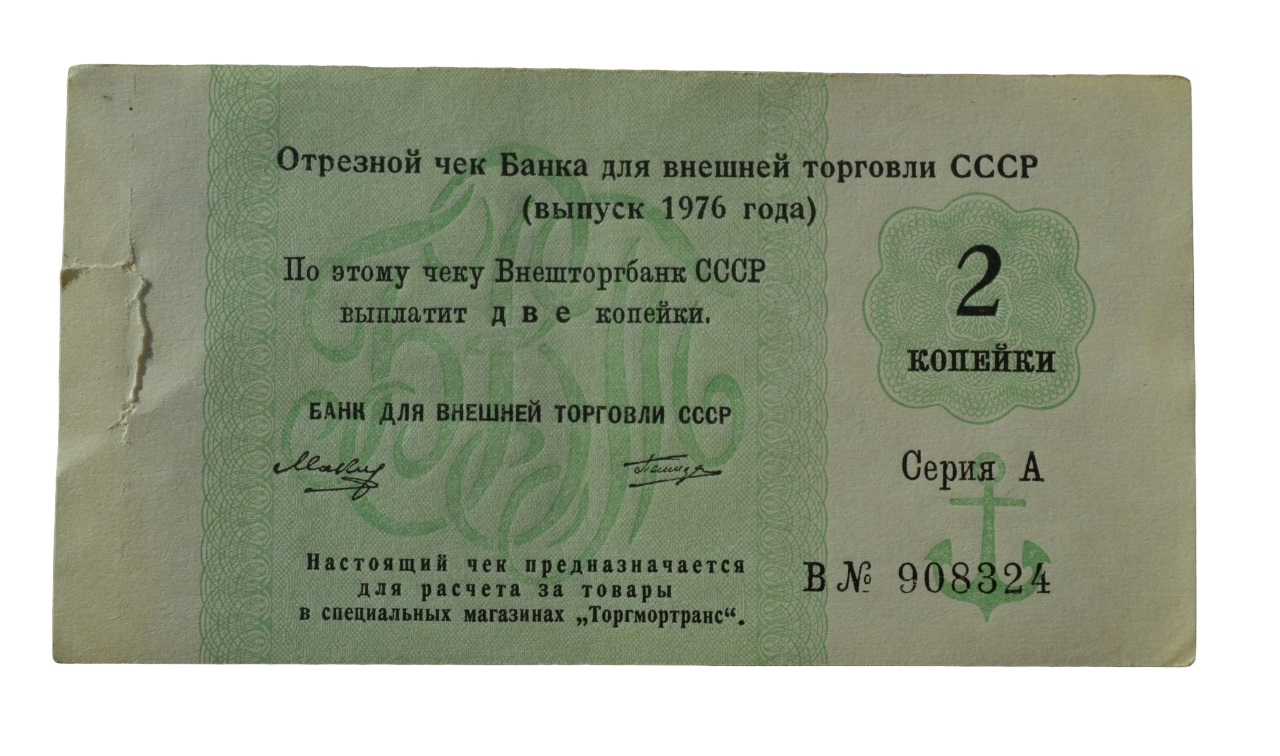 Отрезной чек Банка для внешней торговли СССР
(выпуск 1976 года)
По этому чеку Внешторгбанк СССР
выплатит две копейки.
2
копейки
БАНК ДЛЯ ВНЕШНЕЙ ТОРГОВЛИ СССР
Серия А
Настоящий чек предназначается
для расчета за товары
в специальных магазинах „Торгмортранс“.
В № 908324